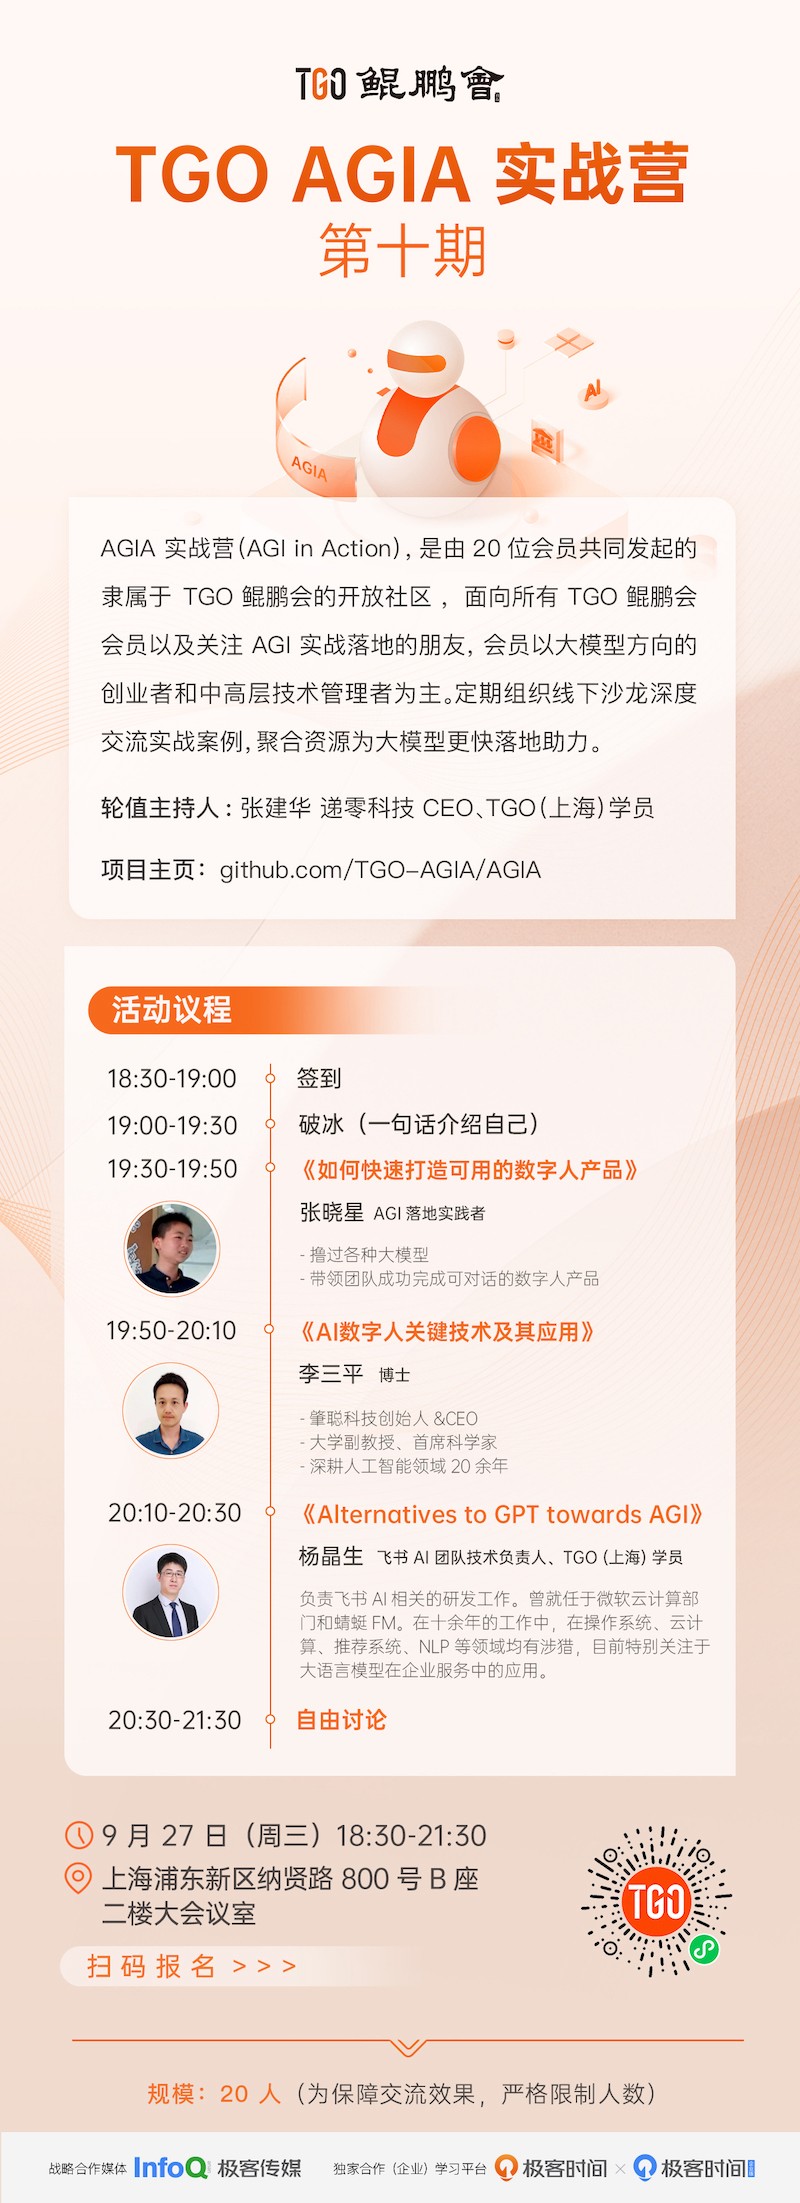 TGO 鲲鹏會
TGO AGIA 实战营
第十期
AI
AGIA
AGIA 实战营(AGI in Action)，是由 20 位会员共同发起的
隶属于 TGO 鲲鹏会的开放社区， 面向所有 TGO 鲲鹏会
会员以及关注 AGI 实战落地的朋友，会员以大模型方向的
创业者和中高层技术管理者为主。定期组织线下沙龙深度
交流实战案例，聚合资源为大模型更快落地助力。
轮值主持人：张建华 递零科技 CEO、TGO（上海）学员
项目主页：github.com/TGO-AGIA/AGIA
活动议程
18:30-19:00 签到
19:00-19:30 破冰（一句话介绍自己）
19:30-19:50 《如何快速打造可用的数字人产品》
张晓星 AGI 落地实践者
- 撸过各种大模型
- 带领团队成功完成可对话的数字人产品
19:50-20:10 《AI数字人关键技术及其应用》
李三平 博士
- 肇聪科技创始人 &CEO
- 大学副教授、首席科学家
- 深耕人工智能领域 20 余年
20:10-20:30 《Alternatives to GPT towards AGI》
杨晶生 飞书 AI 团队技术负责人、TGO (上海) 学员
负责飞书 AI 相关的研发工作。曾就任于微软云计算部
门和蜻蜓 FM。在十余年的工作中，在操作系统、云计
算、推荐系统、NLP 等领域均有涉猎，目前特别关注于
大语言模型在企业服务中的应用。
20:30-21:30 自由讨论
9 月 27 日（周三）18:30-21:30
上海浦东新区纳贤路 800 号 B 座
二楼大会议室
扫码报名 > > >
TGO
规模：20 人（为保障交流效果，严格限制人数）
战略合作媒体 InfoQ 极客传媒 独家合作（企业）学习平台 极客时间 × 极客时间